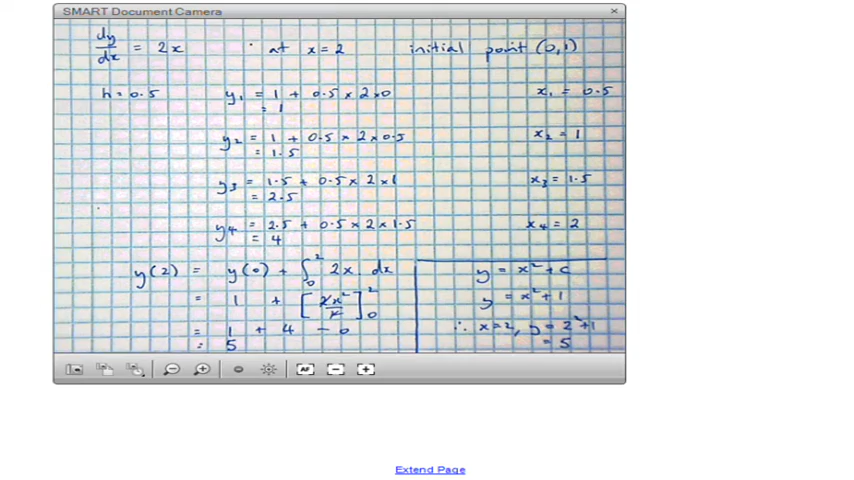 SMART Document Camera
dy/dx = 2x at x = 2 initial point (0,1)
h = 0.5 y₁ = 1 + 0.5 × 2 × 0 x₁ = 0.5
= 1
y₂ = 1 + 0.5 × 2 × 0.5 x₂ = 1
= 1.5
y₃ = 1.5 + 0.5 × 2 × 1 x₃ = 1.5
= 2.5
y₄ = 2.5 + 0.5 × 2 × 1.5 x₄ = 2
= 4
y(2) = y(0) + ∫₀² 2x dx
= 1 + [2x²/2]₀²
= 1 + 4 - 0
= 5
y = x² + c
y = x² + 1
∴ x = 2, y = 2² + 1
= 5
AF
Extend Page